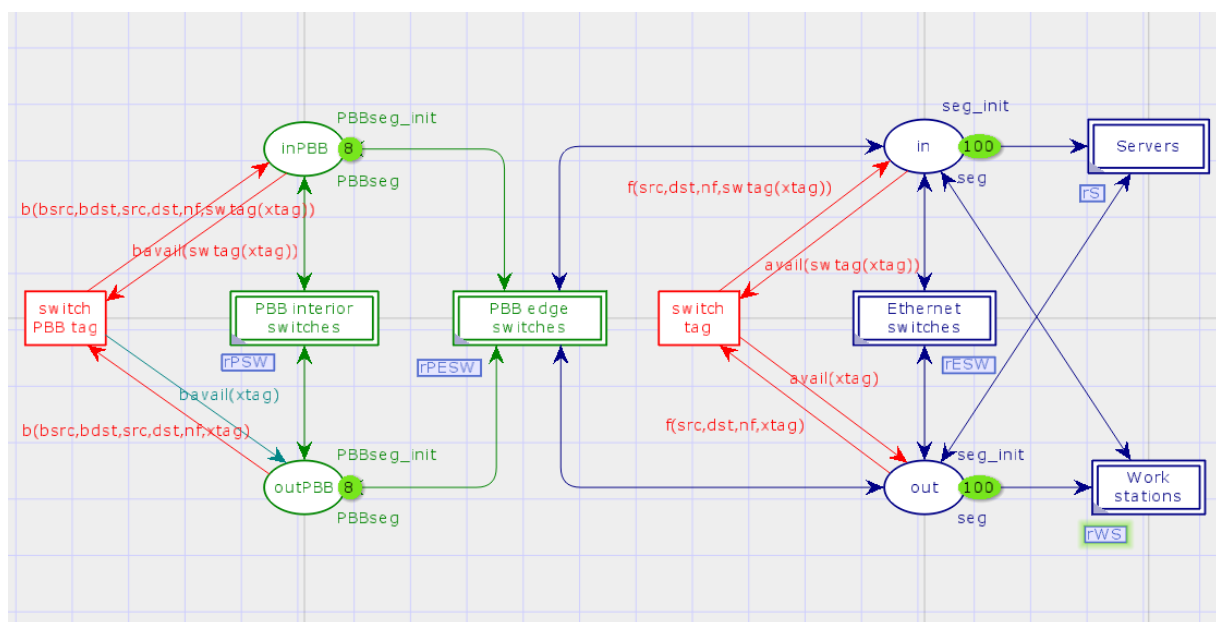 seg_init
PBBseg_init
inPBB
8
in
100
Servers
PBBseg
seg
f(src,dst,nf,swtag(xtag))
rS
b(bsrc,bdst,src,dst,nf,swtag(xtag))
bavail(swtag(xtag))
avail(swtag(xtag))
switch
PBB tag
PBB interior
switches
PBB edge
switches
switch
tag
Ethernet
switches
rPSW
rPESW
rESW
avail(xtag)
bavail(xtag)
f(src,dst,nf,xtag)
b(bsrc,bdst,src,dst,nf,xtag)
PBBseg_init
seg_init
outPBB
8
out
100
Work
stations
PBBseg
seg
rWS